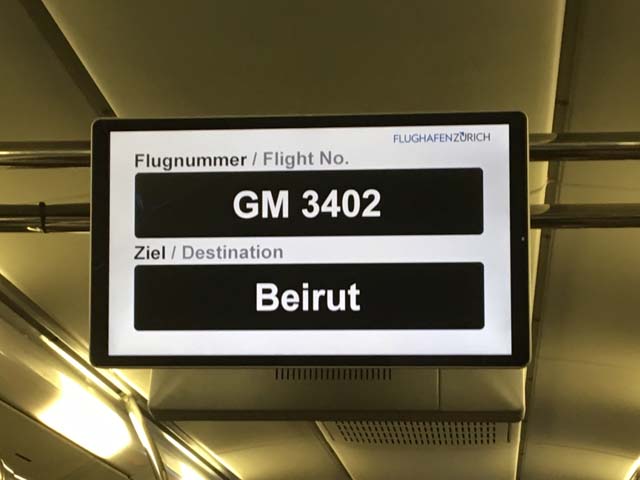 FLUGHAFENZÜRICH
Flugnummer / Flight No.
GM 3402
Ziel / Destination
Beirut